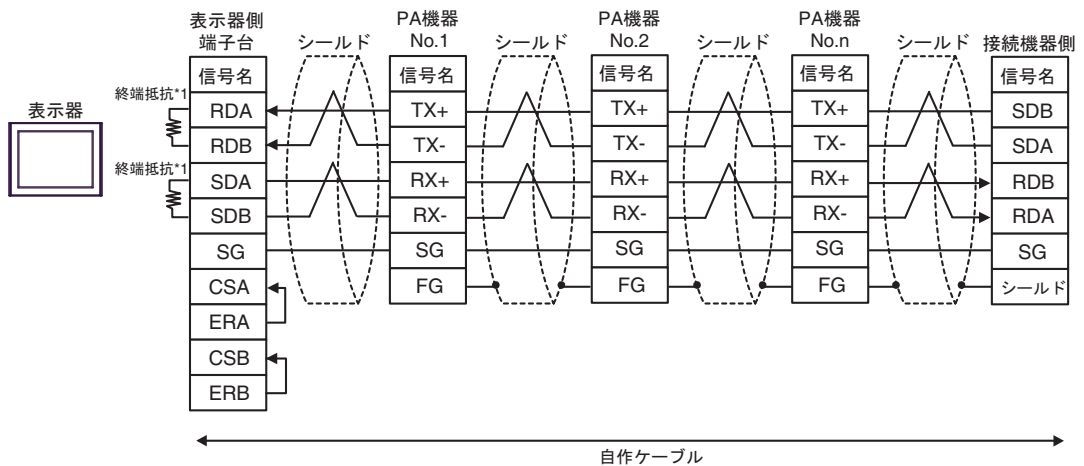 表示器
表示器側
端子台
信号名
RDA
RDB
SDA
SDB
SG
CSA
ERA
CSB
ERB
終端抵抗*1
終端抵抗*1
シールド
PA機器
No.1
信号名
TX+
TX-
RX+
RX-
SG
FG
シールド
PA機器
No.2
信号名
TX+
TX-
RX+
RX-
SG
FG
シールド
PA機器
No.n
信号名
TX+
TX-
RX+
RX-
SG
FG
シールド
接続機器側
信号名
SDB
SDA
RDB
RDA
SG
シールド
自作ケーブル